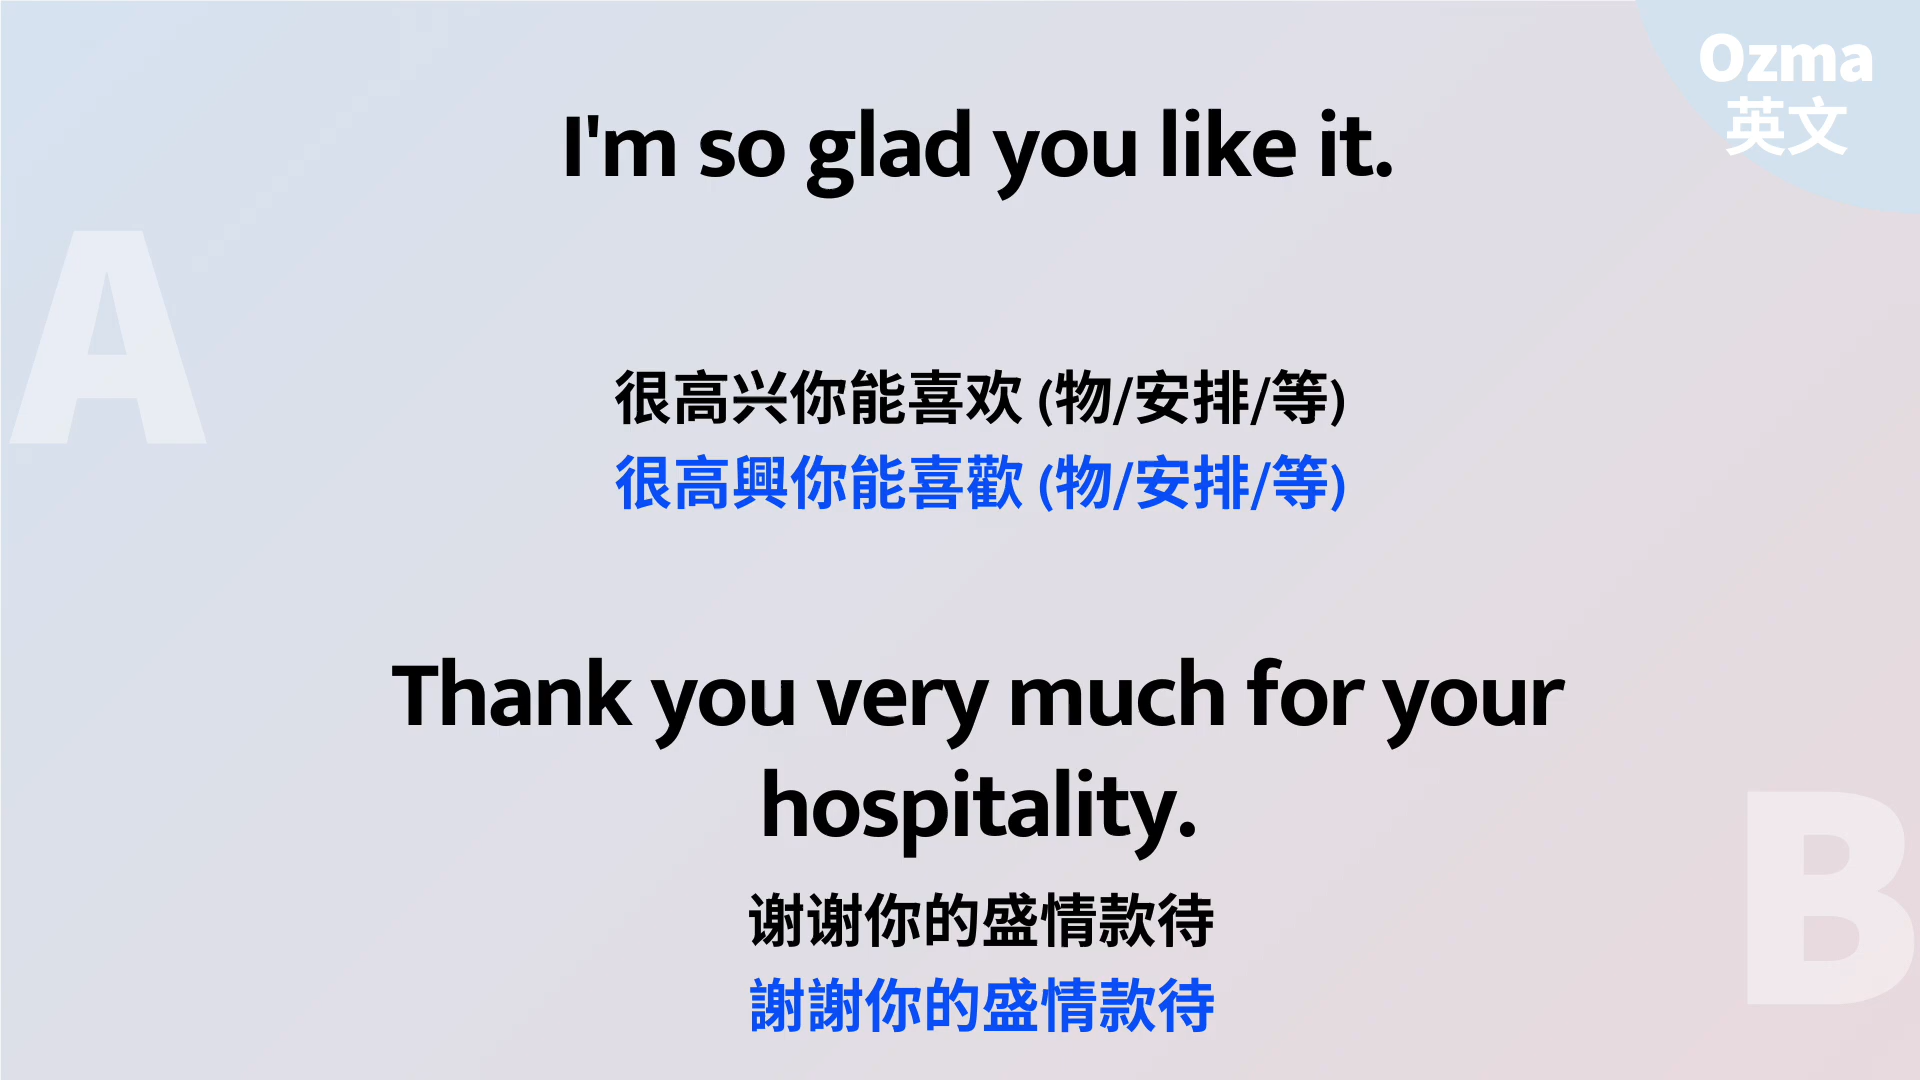 Ozma
英文
I'm so glad you like it.
A
很高兴你能喜欢 (物/安排/等)
很高興你能喜歡 (物/安排/等)
Thank you very much for your
hospitality.
B
谢谢你的盛情款待
謝謝你的盛情款待